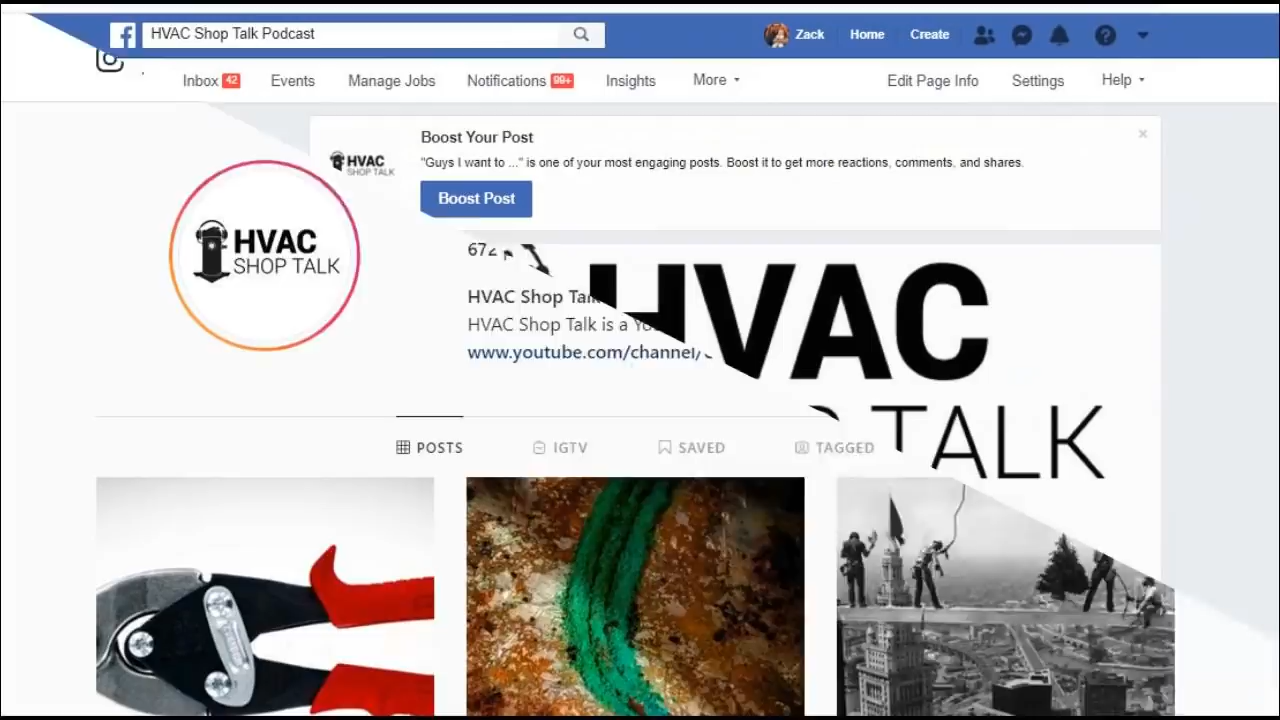 HVAC Shop Talk Podcast
Zack Home Create
Inbox 42 Events Manage Jobs Notifications 99+ Insights More Edit Page Info Settings Help
Boost Your Post
"Guys I want to ..." is one of your most engaging posts. Boost it to get more reactions, comments, and shares.
HVAC
SHOP TALK
Boost Post
HVAC
SHOP TALK
HVAC Shop Talk
HVAC Shop Talk is a
www.youtube.com/channel/
HVAC
TALK
POSTS IGTV SAVED TAGGED